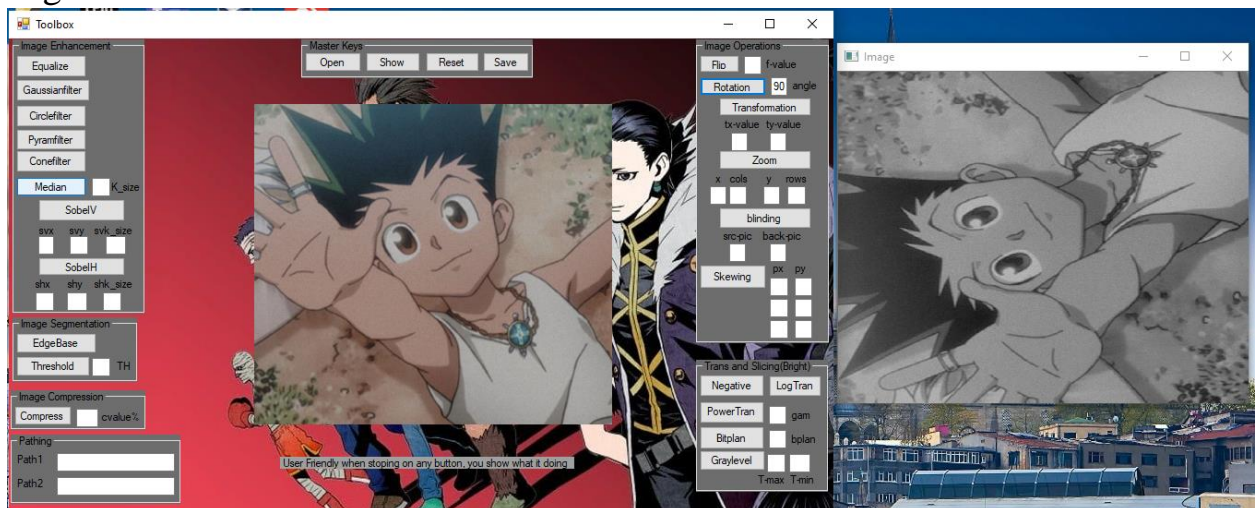 Toolbox
Image Enhancement
Equalize
Gaussianfilter
Circlefilter
Pyramfilter
Conefilter
Median K_size
SobelV
svx svy svk_size
SobelH
shx shy shk_size
Image Segmentation
EdgeBase
Threshold TH
Image Compression
Compress cvalue%
Pathing
Path1
Path2
Master Keys
Open Show Reset Save
User Friendly when stoping on any button, you show what it doing
Image Operations
Flip f-value
Rotation 90 angle
Transformation
tx-value ty-value
Zoom
x cols y rows
blinding
src-pic back-pic
Skewing px py
Trans and Slicing(Bright)
Negative LogTran
PowerTran gam
Bitplan bplan
Graylevel
T-max T-min
Image